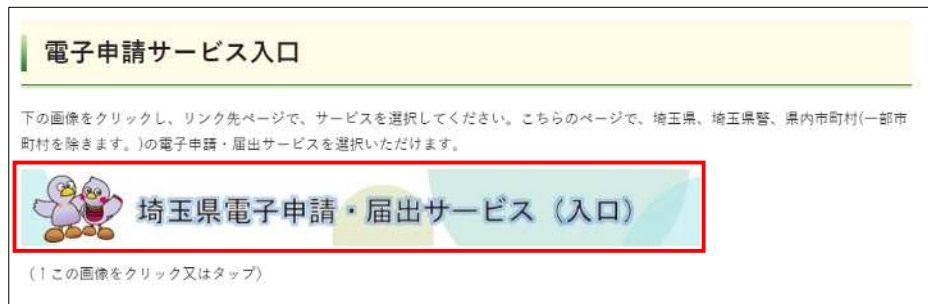 電子申請サービス入口
下の画像をクリックし、リンク先ページで、サービスを選択してください。こちらのページで、埼玉県、埼玉県警、県内市町村(一部市
町村を除きます。)の電子申請・届出サービスを選択いただけます。
埼玉県電子申請・届出サービス（入口）
（↑この画像をクリック又はタップ）